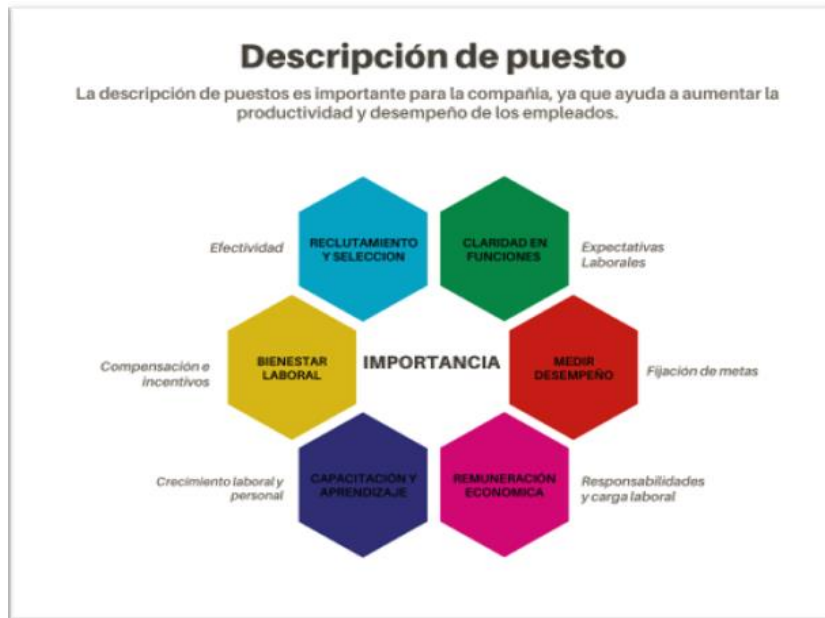 Descripción de puesto
La descripción de puestos es importante para la compañia, ya que ayuda a aumentar la
productividad y desempeño de los empleados.
Efectividad
RECLUTAMIENTO
Y SELECCION
CLARIDAD EN
FUNCIONES
Expectativas
Laborales
Compensación e
incentivos
BIENESTAR
LABORAL
IMPORTANCIA
MEDIR
DESEMPEÑO
Fijación de metas
Crecimiento laboral y
personal
CAPACITACIÓN Y
APRENDIZAJE
REMUNERACIÓN
ECONOMICA
Responsabilidades
y carga laboral